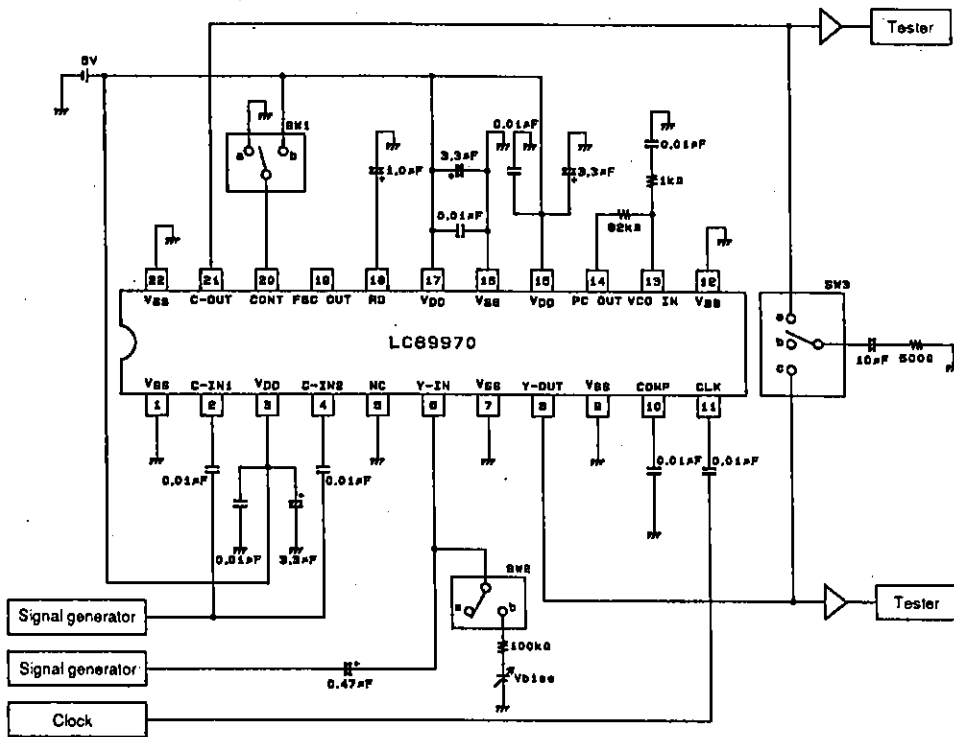 Tester
5V
SW1
a
b
0.01µF
0.01µF
1.0µF
3.3µF
3.3µF
1kΩ
0.01µF
82kΩ
22
21
20
19
18
17
16
15
14
13
12
VSS
C-OUT
CONT
FSC OUT
RD
VDD
VSS
VDD
PC OUT
VCO IN
VSS
SW3
a
b
c
10µF
500Ω
LC89970
VSS
C-IN1
VDD
C-IN2
NC
Y-IN
VSS
Y-OUT
VSS
COMP
CLK
1
2
3
4
5
6
7
8
9
10
11
0.01µF
0.01µF
0.01µF
0.01µF
0.01µF
3.3µF
SW2
a
b
Signal generator
Tester
100kΩ
Vbias
Signal generator
0.47µF
Clock